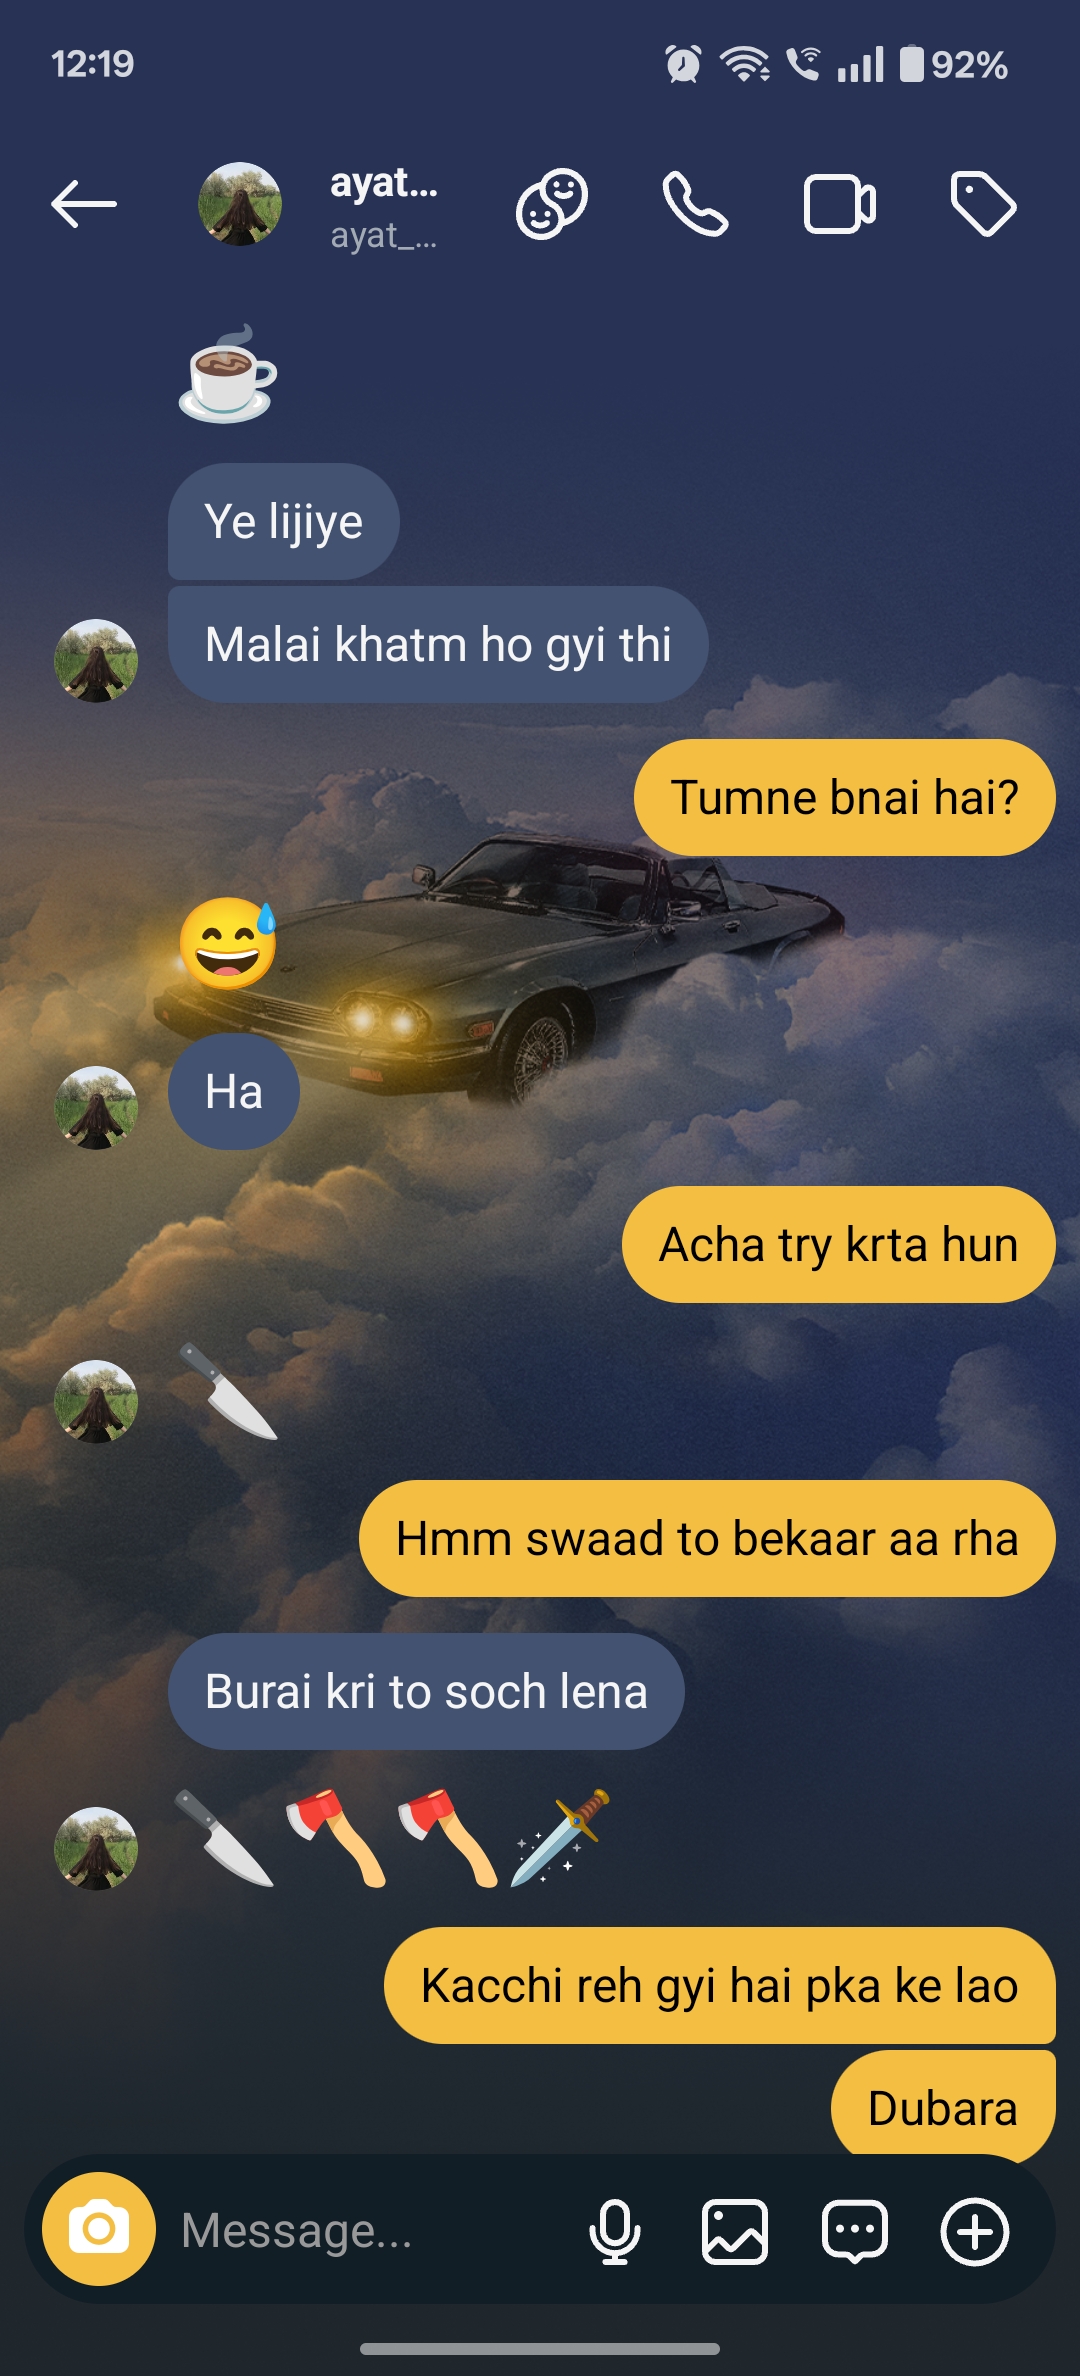 12:19
92%
ayat...
ayat_...
Ye lijiye
Malai khatm ho gyi thi
Tumne bnai hai?
Ha
Acha try krta hun
Hmm swaad to bekaar aa rha
Burai kri to soch lena
Kacchi reh gyi hai pka ke lao
Dubara
Message...